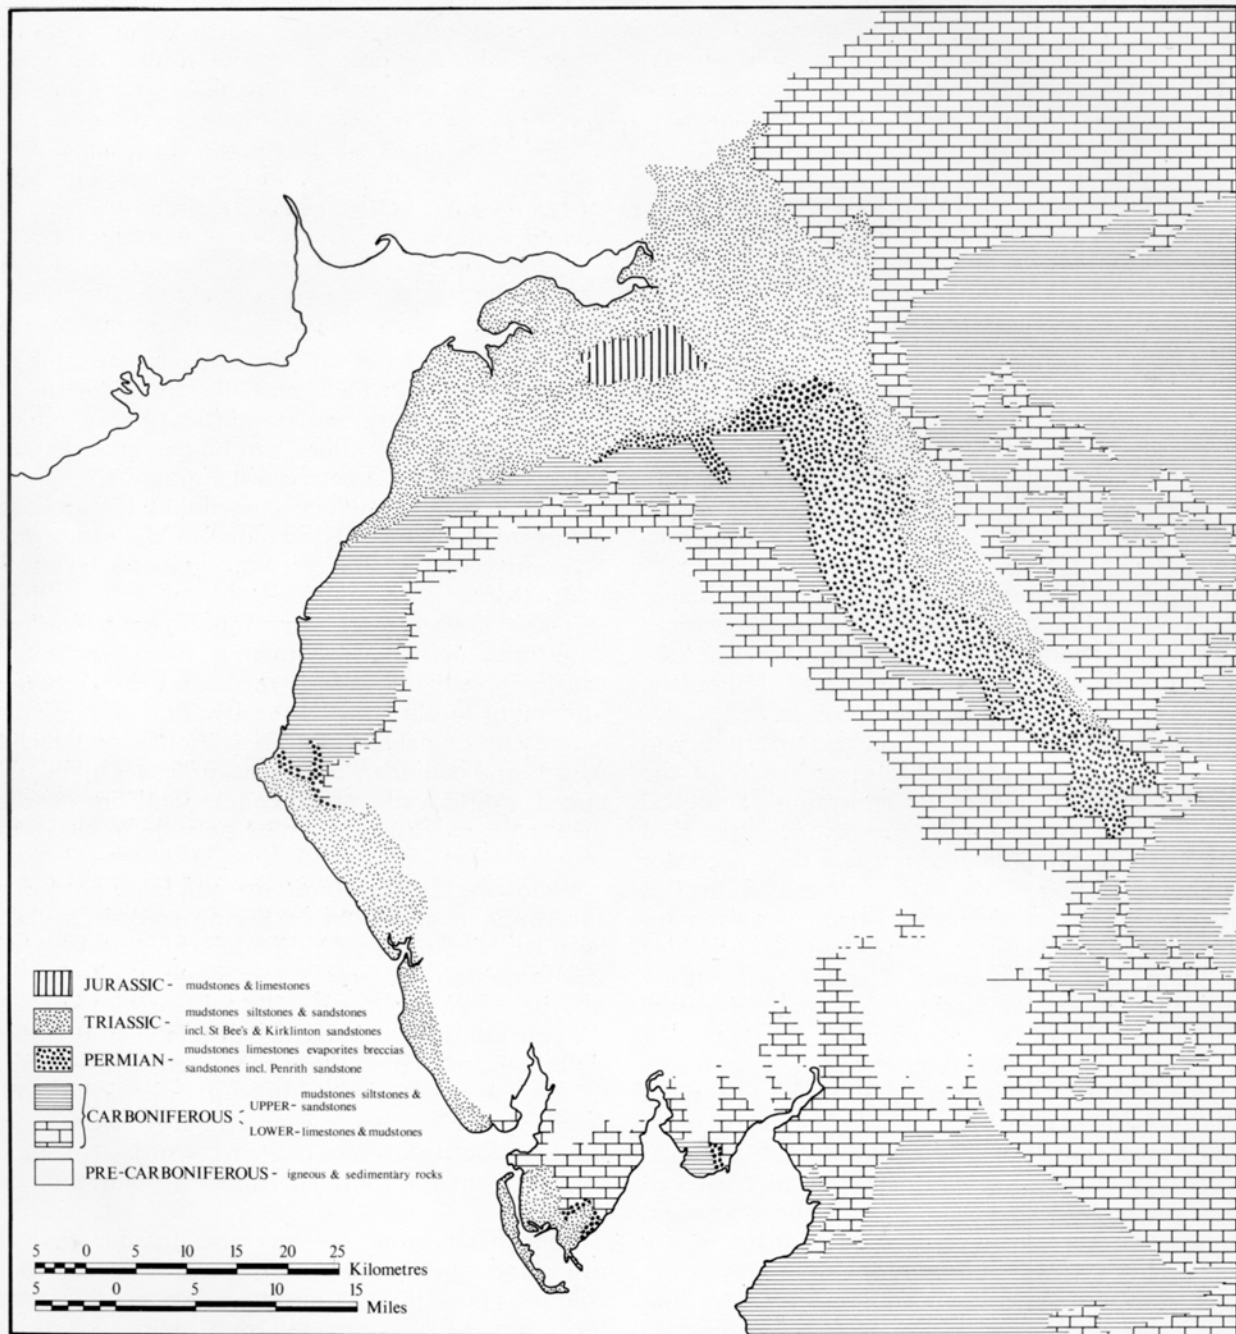 JURASSIC - mudstones & limestones
mudstones siltstones & sandstones
TRIASSIC -
incl. St Bee's & Kirklinton sandstones
PERMIAN - mudstones limestones evaporites breccias
sandstones incl. Penrith sandstone
CARBONIFEROUS
UPPER - mudstones siltstones &
sandstones
LOWER - limestones & mudstones
PRE-CARBONIFEROUS - igneous & sedimentary rocks
5 0 5 10 15 20 25
Kilometres
5 0 5 10 15
Miles